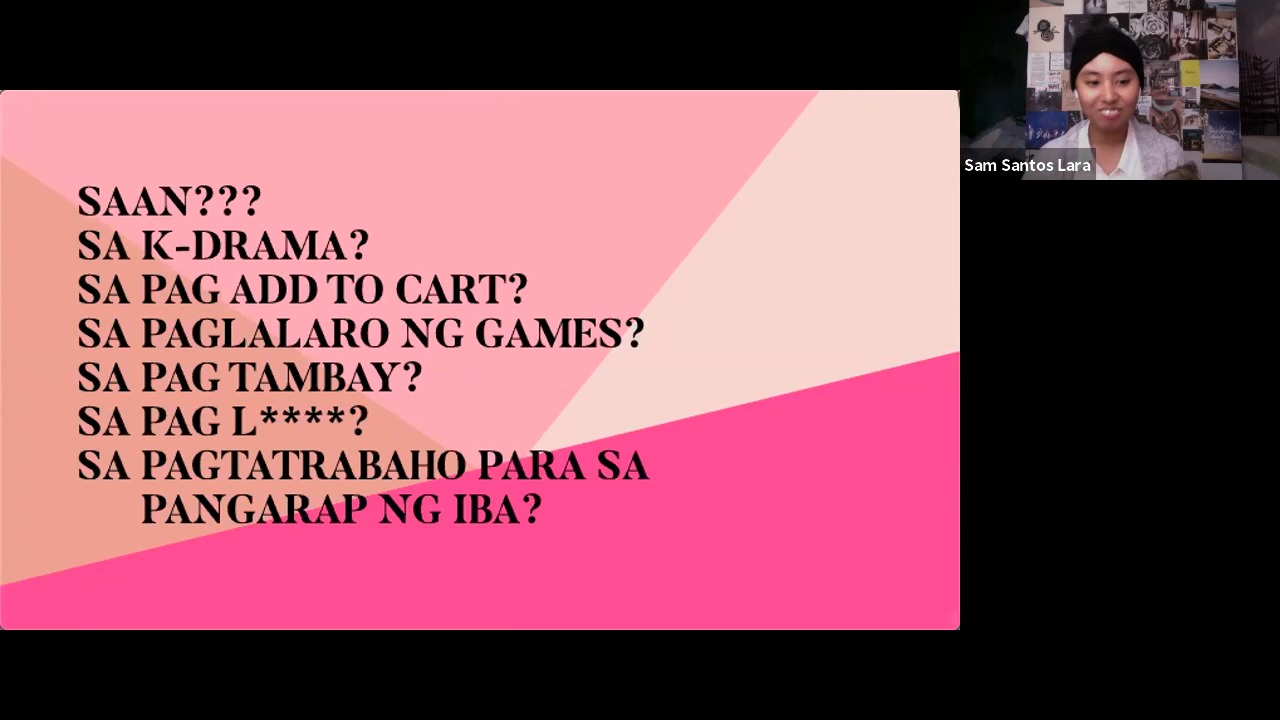 SAAN???
SA K-DRAMA?
SA PAG ADD TO CART?
SA PAGLALARO NG GAMES?
SA PAG TAMBAY?
SA PAG L****?
SA PAGTATRABAHO PARA SA
PANGARAP NG IBA?
Sam Santos Lara